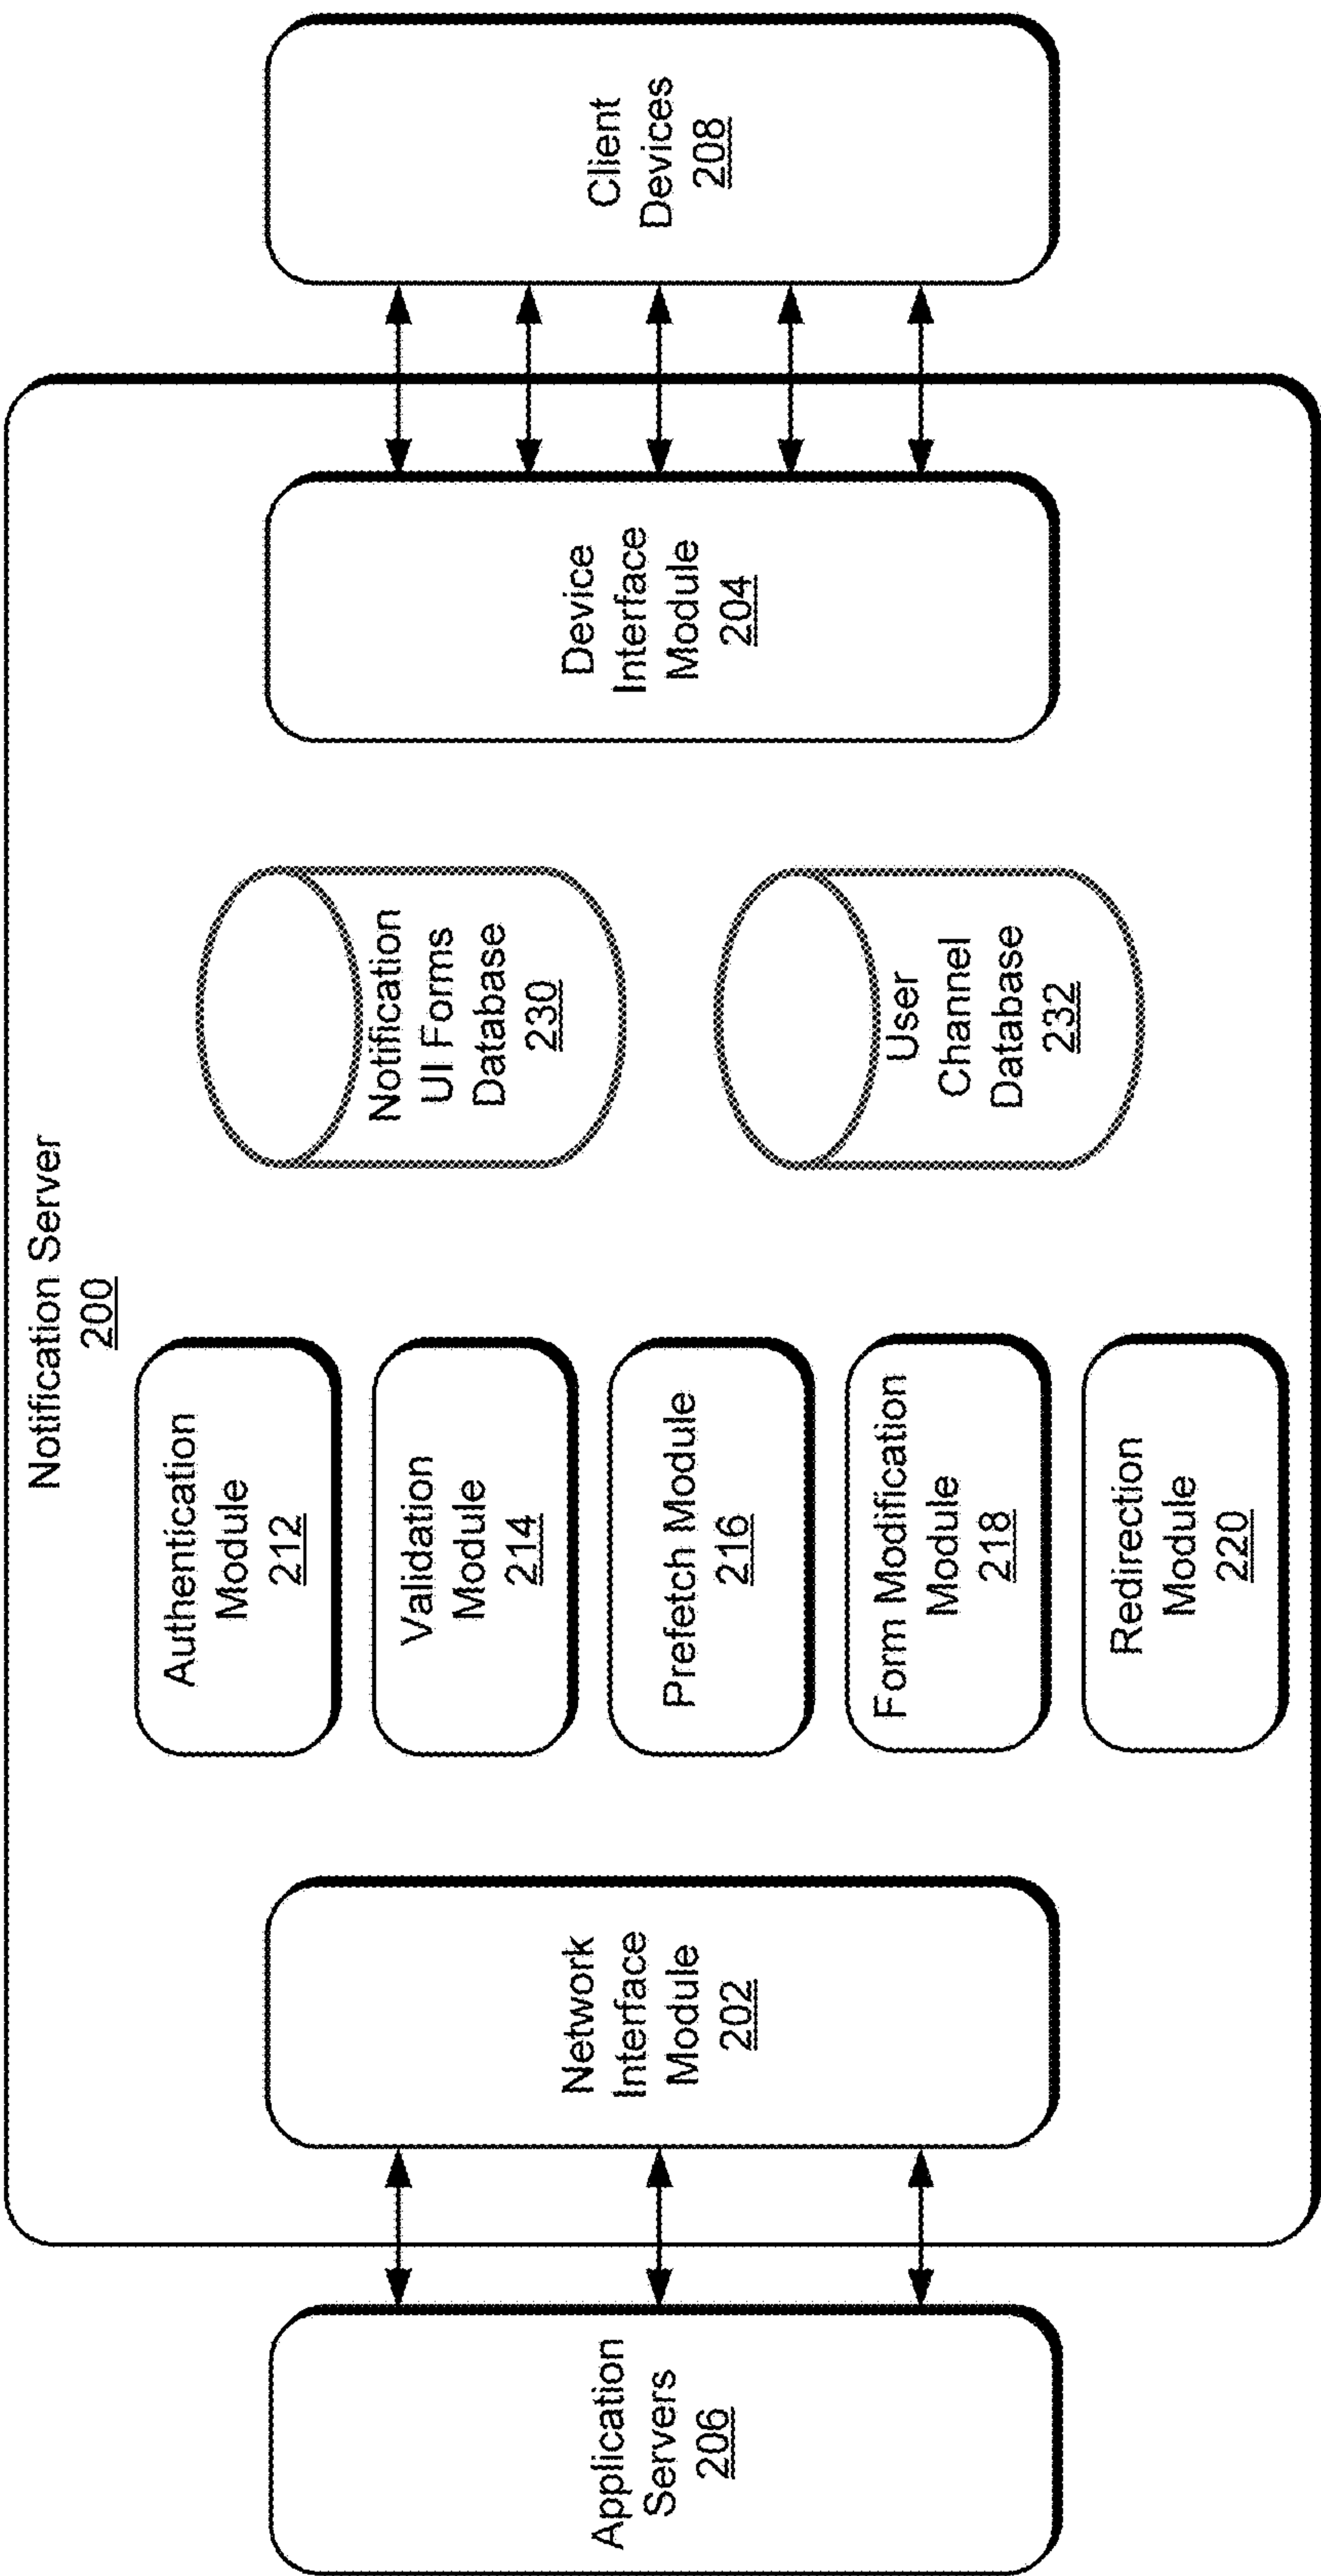 Notification Server
200
Application
Servers
206
Network
Interface
Module
202
Authentication
Module
212
Validation
Module
214
Prefetch Module
216
Form Modification
Module
218
Redirection
Module
220
Notification
UI Forms
Database
230
User
Channel
Database
232
Device
Interface
Module
204
Client
Devices
208